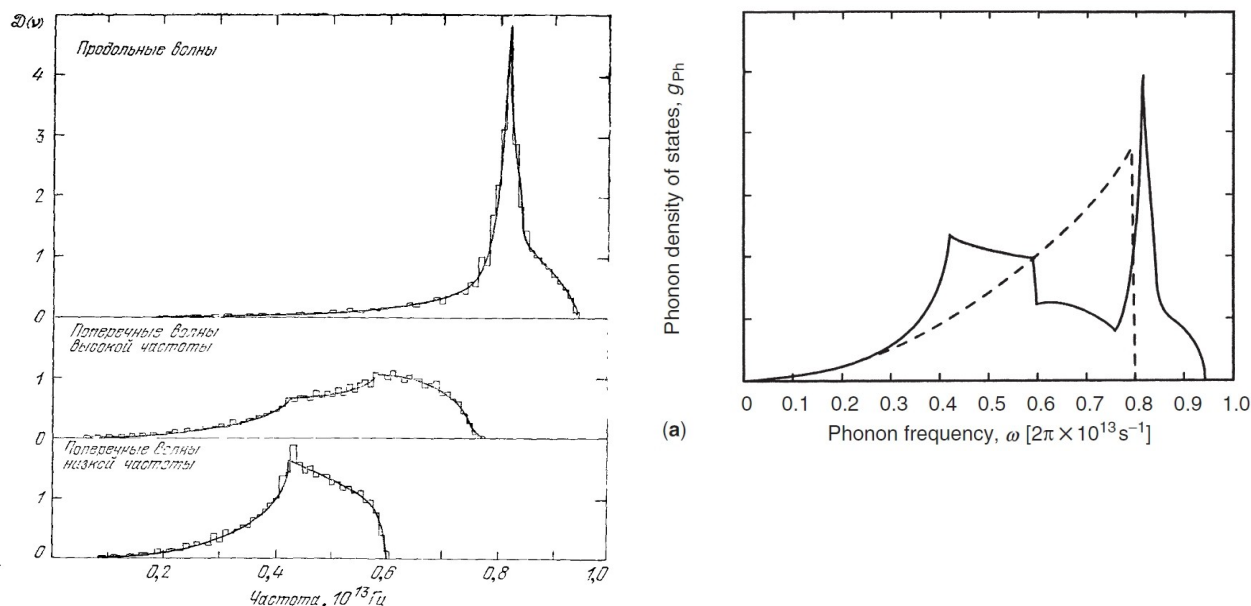 𝒟(ν)
Продольные волны
4
3
2
1
0
Поперечные волны
высокой частоты
1
0
Поперечные волны
низкой частоты
1
0
0,2 0,4 0,6 0,8 1,0
Частота, 10¹³Гц
Phonon density of states, gPh
0 0.1 0.2 0.3 0.4 0.5 0.6 0.7 0.8 0.9 1.0
(a)
Phonon frequency, ω [2π × 10¹³ s⁻¹]